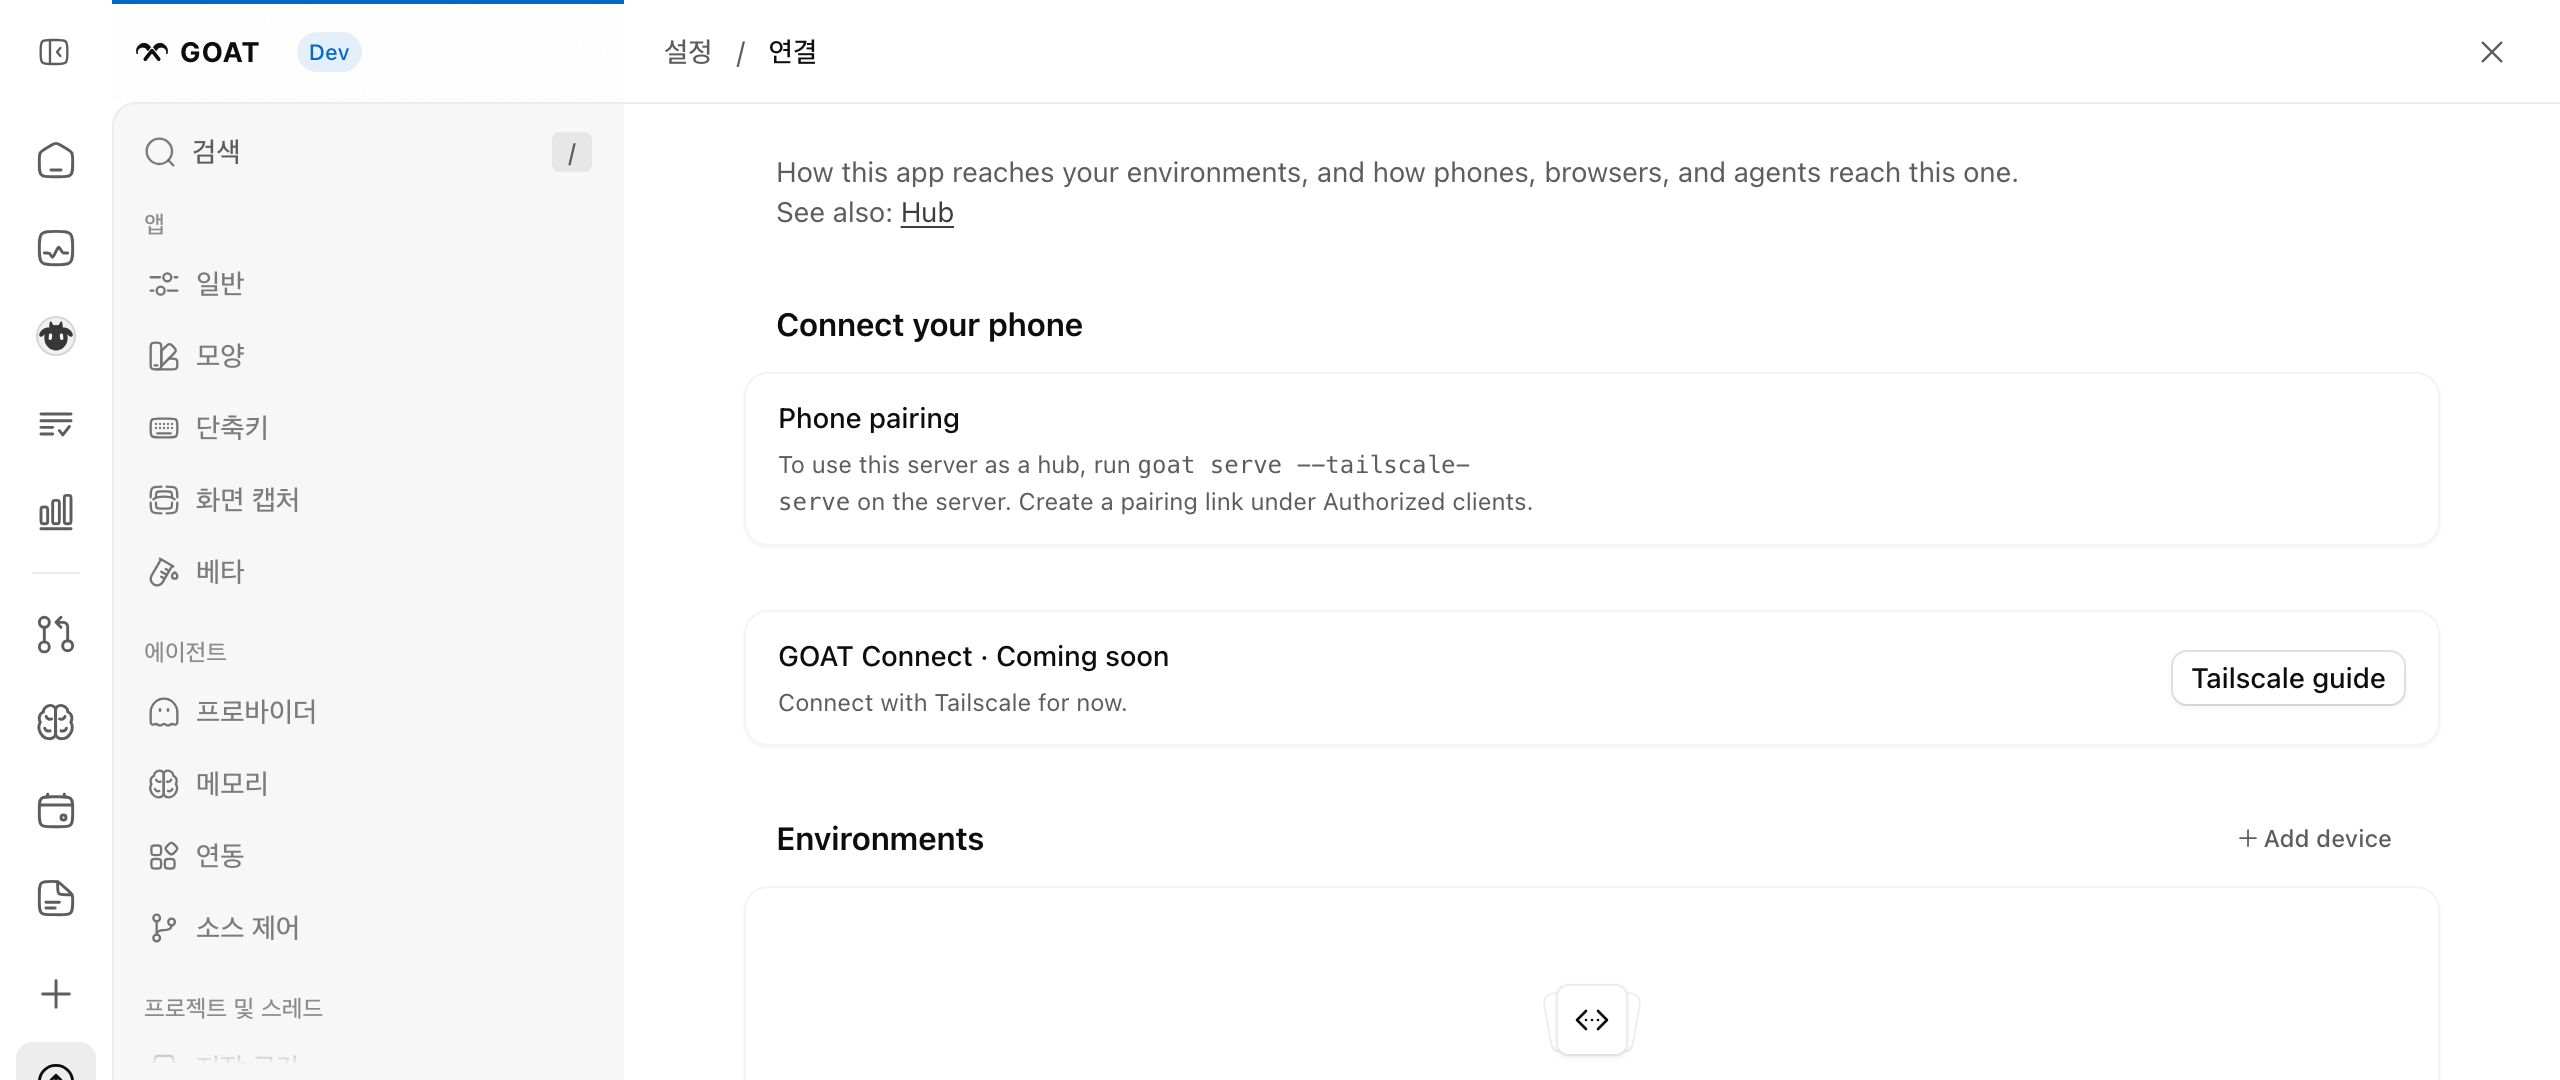 GOAT Dev
설정 / 연결
검색 /
앱
일반
모양
단축키
화면 캡처
베타
에이전트
프로바이더
메모리
연동
소스 제어
프로젝트 및 스레드
How this app reaches your environments, and how phones, browsers, and agents reach this one.
See also: Hub
Connect your phone
Phone pairing
To use this server as a hub, run goat serve --tailscale-
serve on the server. Create a pairing link under Authorized clients.
GOAT Connect · Coming soon
Connect with Tailscale for now.
Tailscale guide
Environments
+ Add device